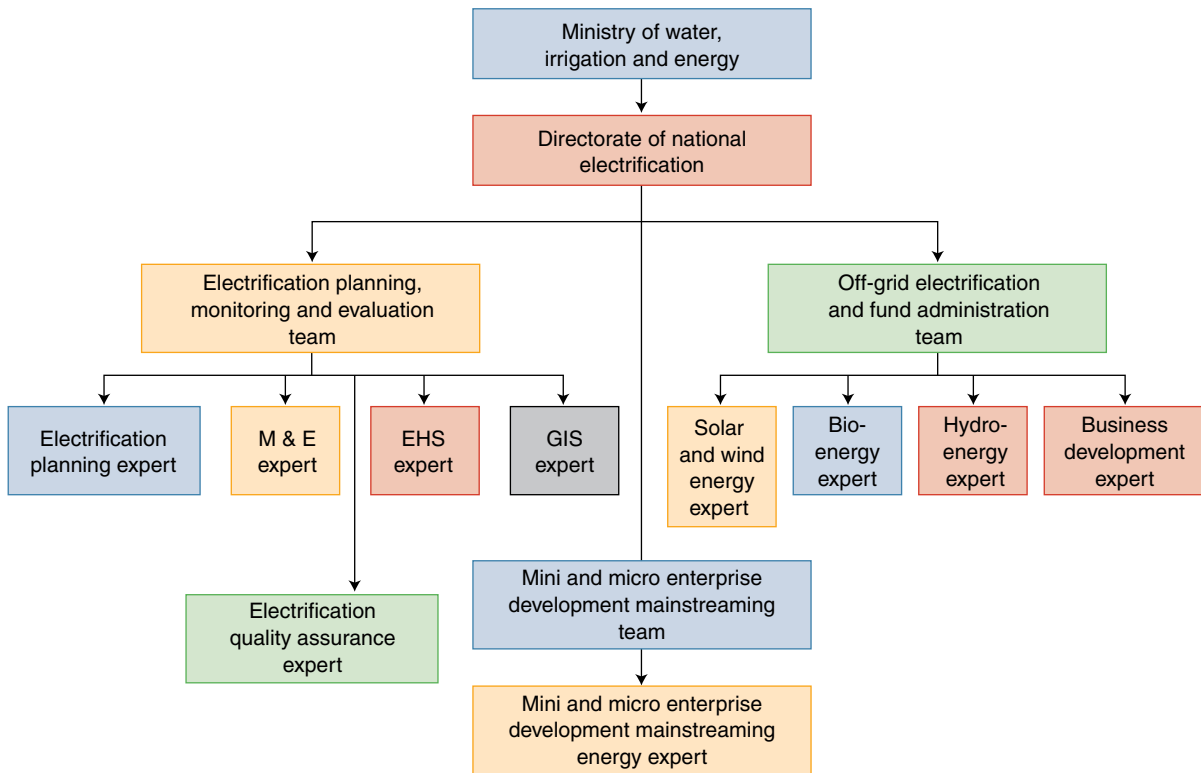 Ministry of water,
irrigation and energy
Directorate of national
electrification
Electrification planning,
monitoring and evaluation
team
Off-grid electrification
and fund administration
team
Electrification
planning expert
M & E
expert
EHS
expert
GIS
expert
Solar
and wind
energy
expert
Bio-
energy
expert
Hydro-
energy
expert
Business
development
expert
Electrification
quality assurance
expert
Mini and micro enterprise
development mainstreaming
team
Mini and micro enterprise
development mainstreaming
energy expert